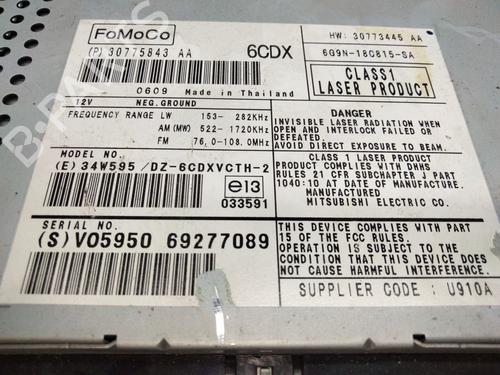 FoMoCo
(P) 30775843 AA
6CDX
HW: 30773445 AA
6G9N-18C815-SA
CLASS1
LASER PRODUCT
0609 Made in Thailand
12V NEG.GROUND
FREQUENCY RANGE LW 153- 282KHz
AM (MW) 522-1720KHz
FM 76.0-108.0MHz
DANGER
INVISIBLE LASER RADIATION WHEN
OPEN AND INTERLOCK FAILED OR
DEFEATED.
AVOID DIRECT EXPOSURE TO BEAM.
MODEL NO.
(E) 34W595 /DZ-6CDXVCTH-2
e13
033591
CLASS 1 LASER PRODUCT
PRODUCT COMPLIES WITH DHHS
RULES 21 CFR SUBCHAPTER J PART
1040:10 AT DATE OF MANUFACTURE.
MANUFACTURED
MITSUBISHI ELECTRIC CO.
SERIAL NO.
(S) VO5950 69277089
THIS DEVICE COMPLIES WITH PART
15 OF THE FCC RULES.
OPERATION IS SUBJECT TO THE
CONDITION THAT THIS DEVICE DOES
NOT CAUSE HARMFUL INTERFERENCE.
SUPPLIER CODE : U910A